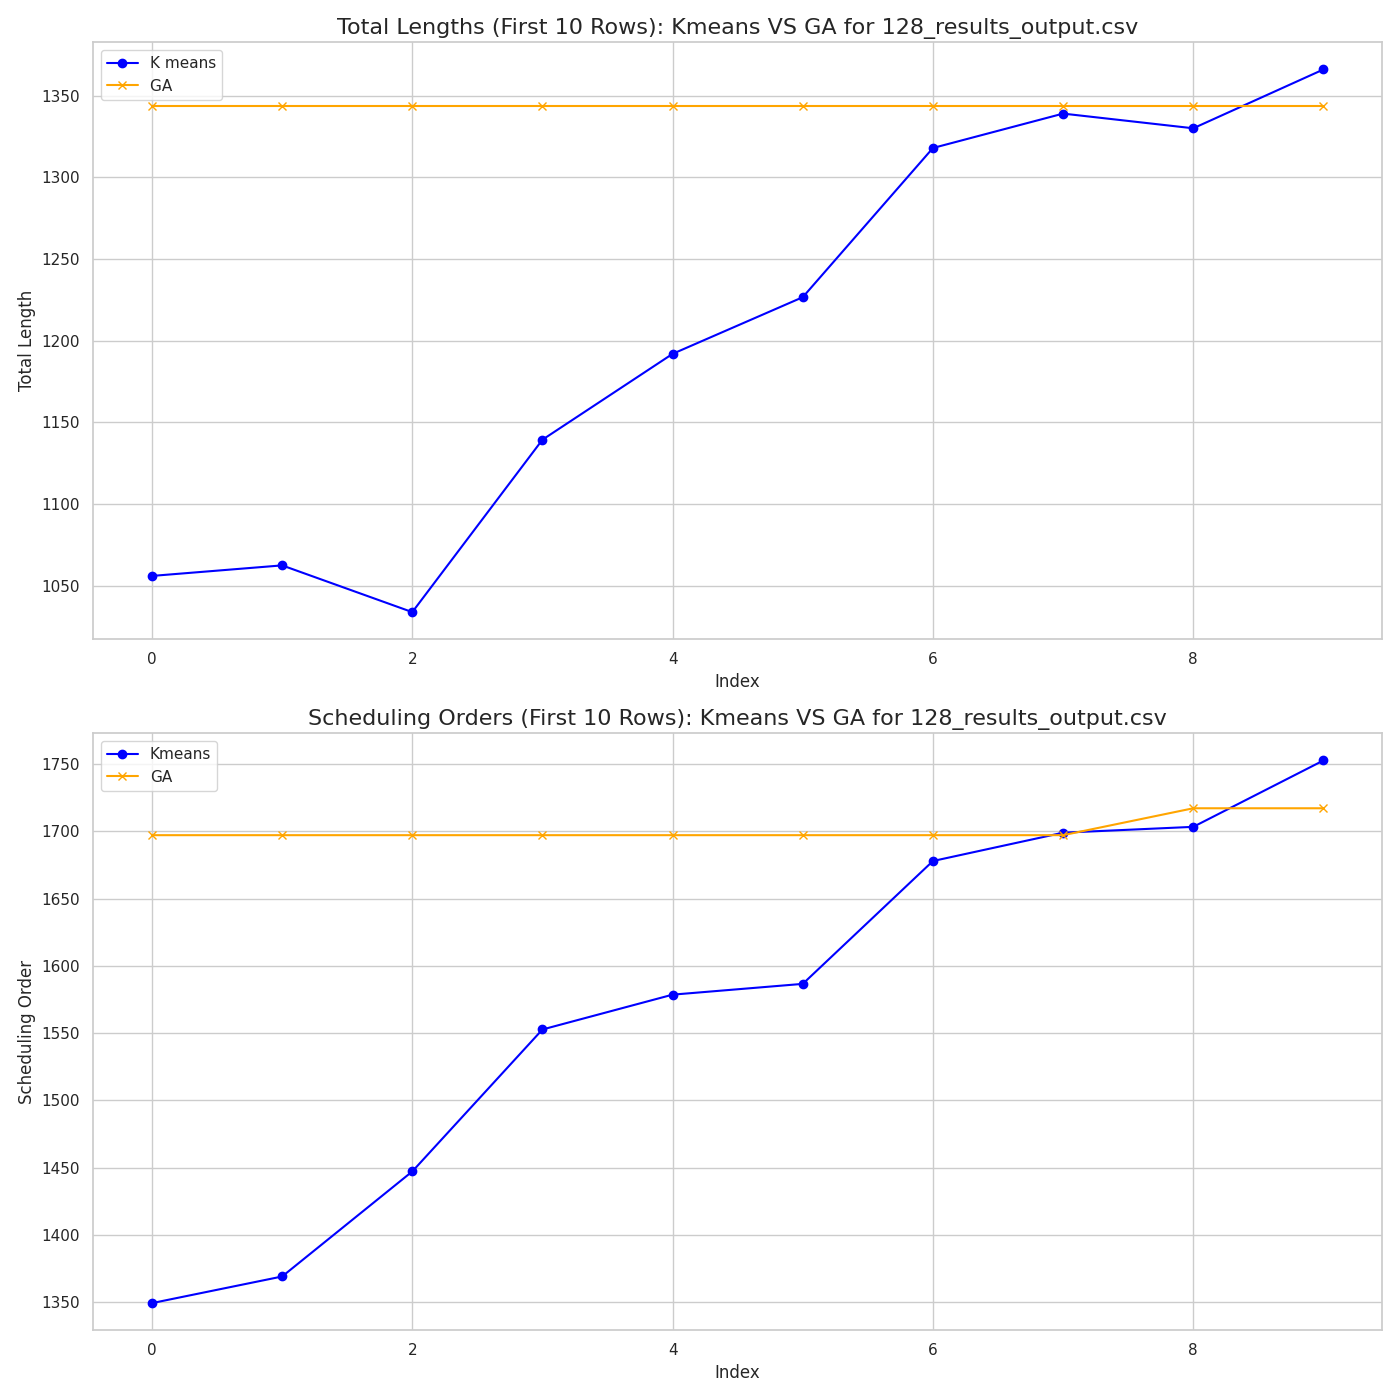 Total Lengths (First 10 Rows): Kmeans VS GA for 128_results_output.csv
K means
GA
1350
1300
1250
1200
1150
1100
1050
Total Length
0 2 4 6 8
Index
Scheduling Orders (First 10 Rows): Kmeans VS GA for 128_results_output.csv
Kmeans
GA
1750
1700
1650
1600
1550
1500
1450
1400
1350
Scheduling Order
0 2 4 6 8
Index